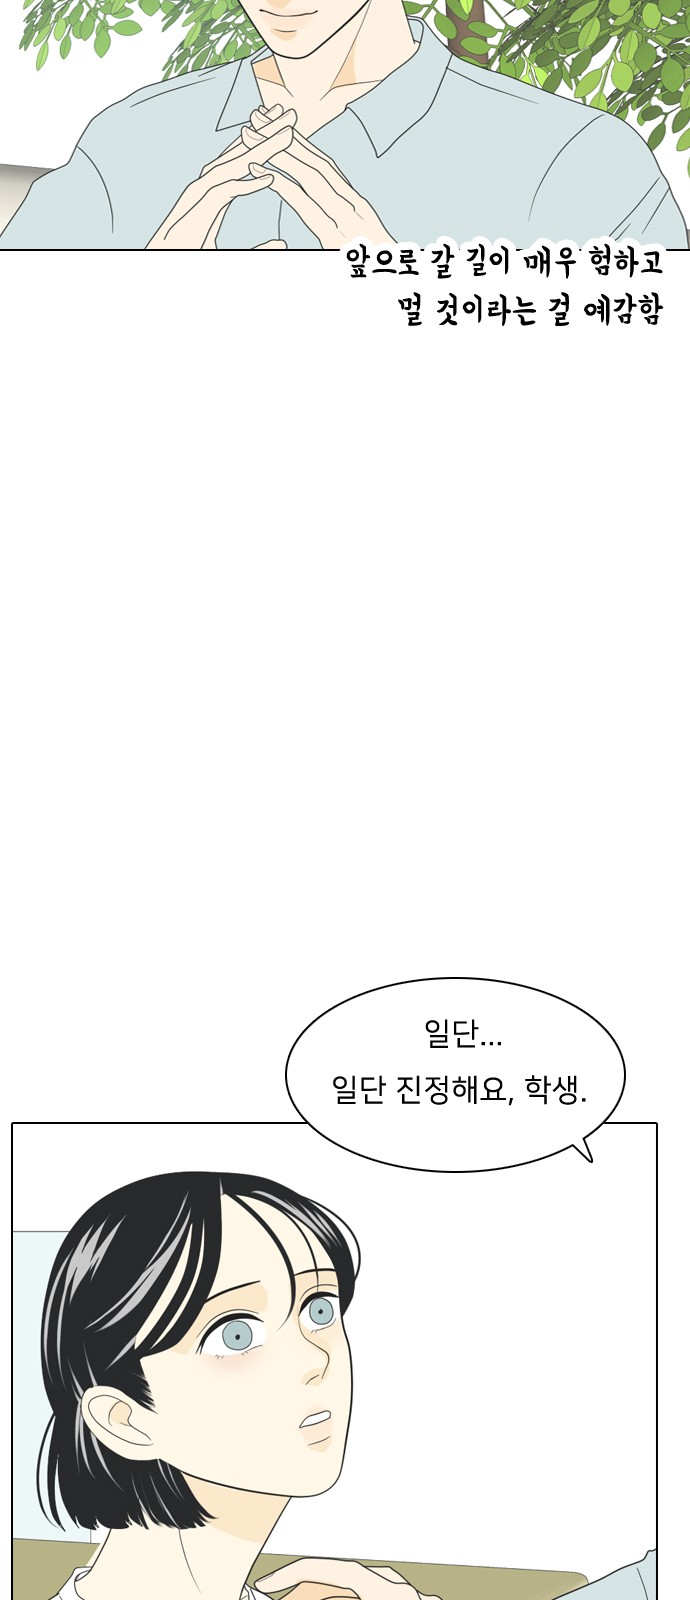 앞으로 갈 길이 매우 험하고
멀 것이라는 걸 예감함
일단...
일단 진정해요, 학생.